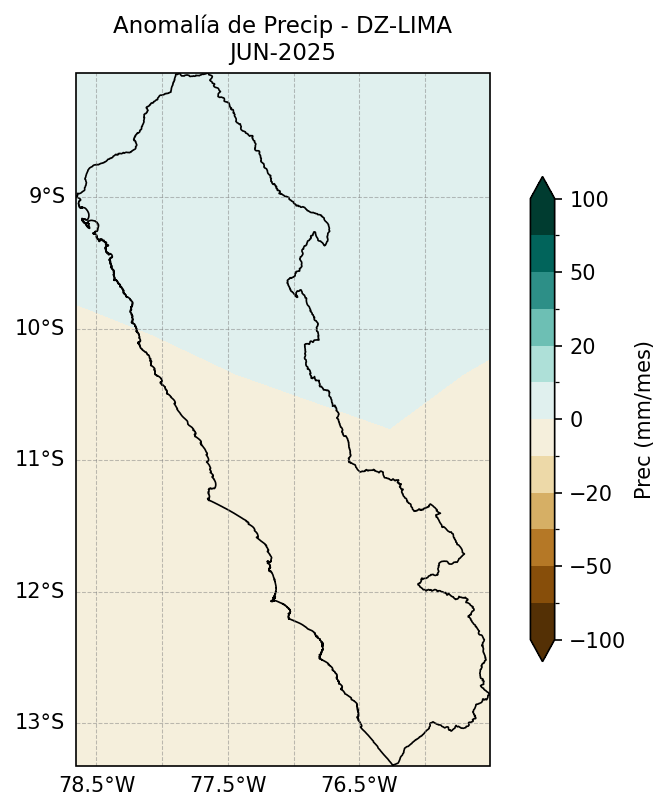 Anomalía de Precip - DZ-LIMA
JUN-2025
9°S
10°S
11°S
12°S
13°S
78.5°W
77.5°W
76.5°W
100
50
20
0
−20
−50
−100
Prec (mm/mes)